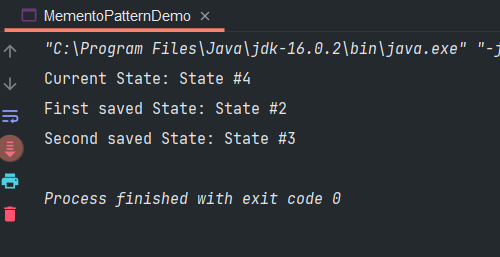 MementoPatternDemo
"C:\Program Files\Java\jdk-16.0.2\bin\java.exe" "-j
Current State: State #4
First saved State: State #2
Second saved State: State #3
Process finished with exit code 0